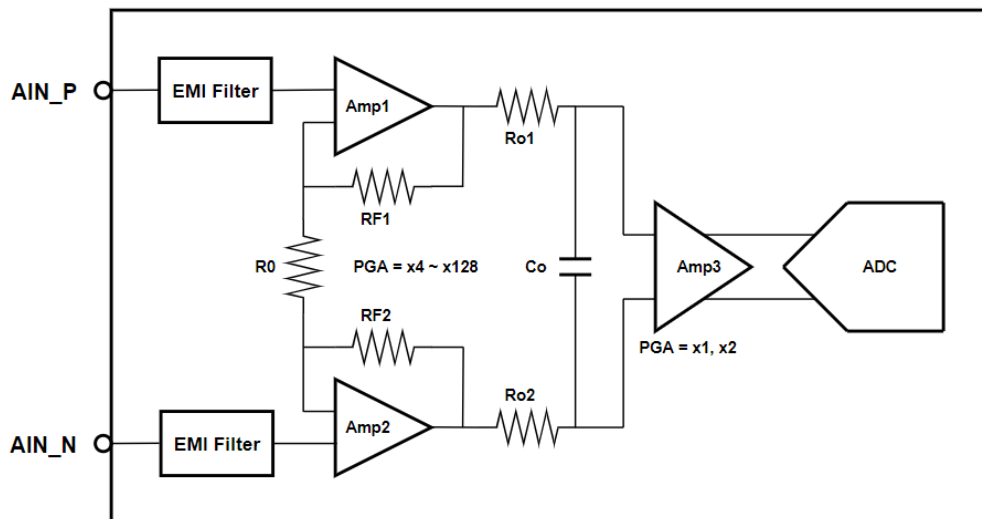 AIN_P
EMI Filter
Amp1
Ro1
RF1
R0
PGA = x4 ~ x128
Co
Amp3
ADC
RF2
PGA = x1, x2
Ro2
Amp2
AIN_N
EMI Filter